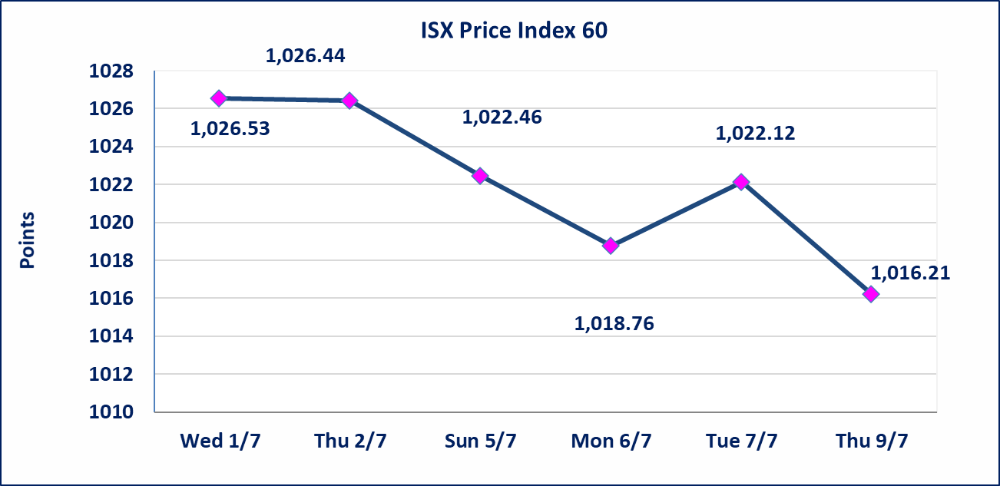 ISX Price Index 60
1,026.44
1028
1026
1,026.53
1,022.46
1024
1,022.12
1022
1020
1018
1,016.21
1016
1,018.76
1014
1012
1010
Points
Wed 1/7
Thu 2/7
Sun 5/7
Mon 6/7
Tue 7/7
Thu 9/7